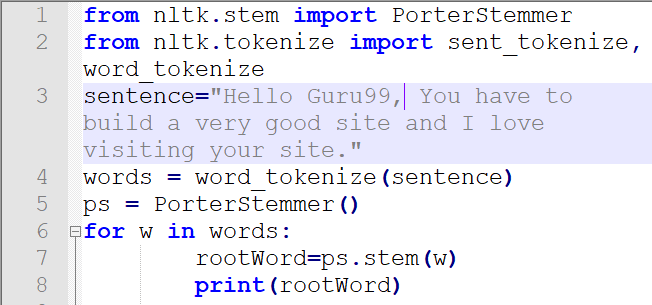 1 from nltk.stem import PorterStemmer
2 from nltk.tokenize import sent_tokenize,
word_tokenize
3 sentence="Hello Guru99, You have to
build a very good site and I love
visiting your site."
4 words = word_tokenize(sentence)
5 ps = PorterStemmer()
6 for w in words:
7 rootWord=ps.stem(w)
8 print(rootWord)